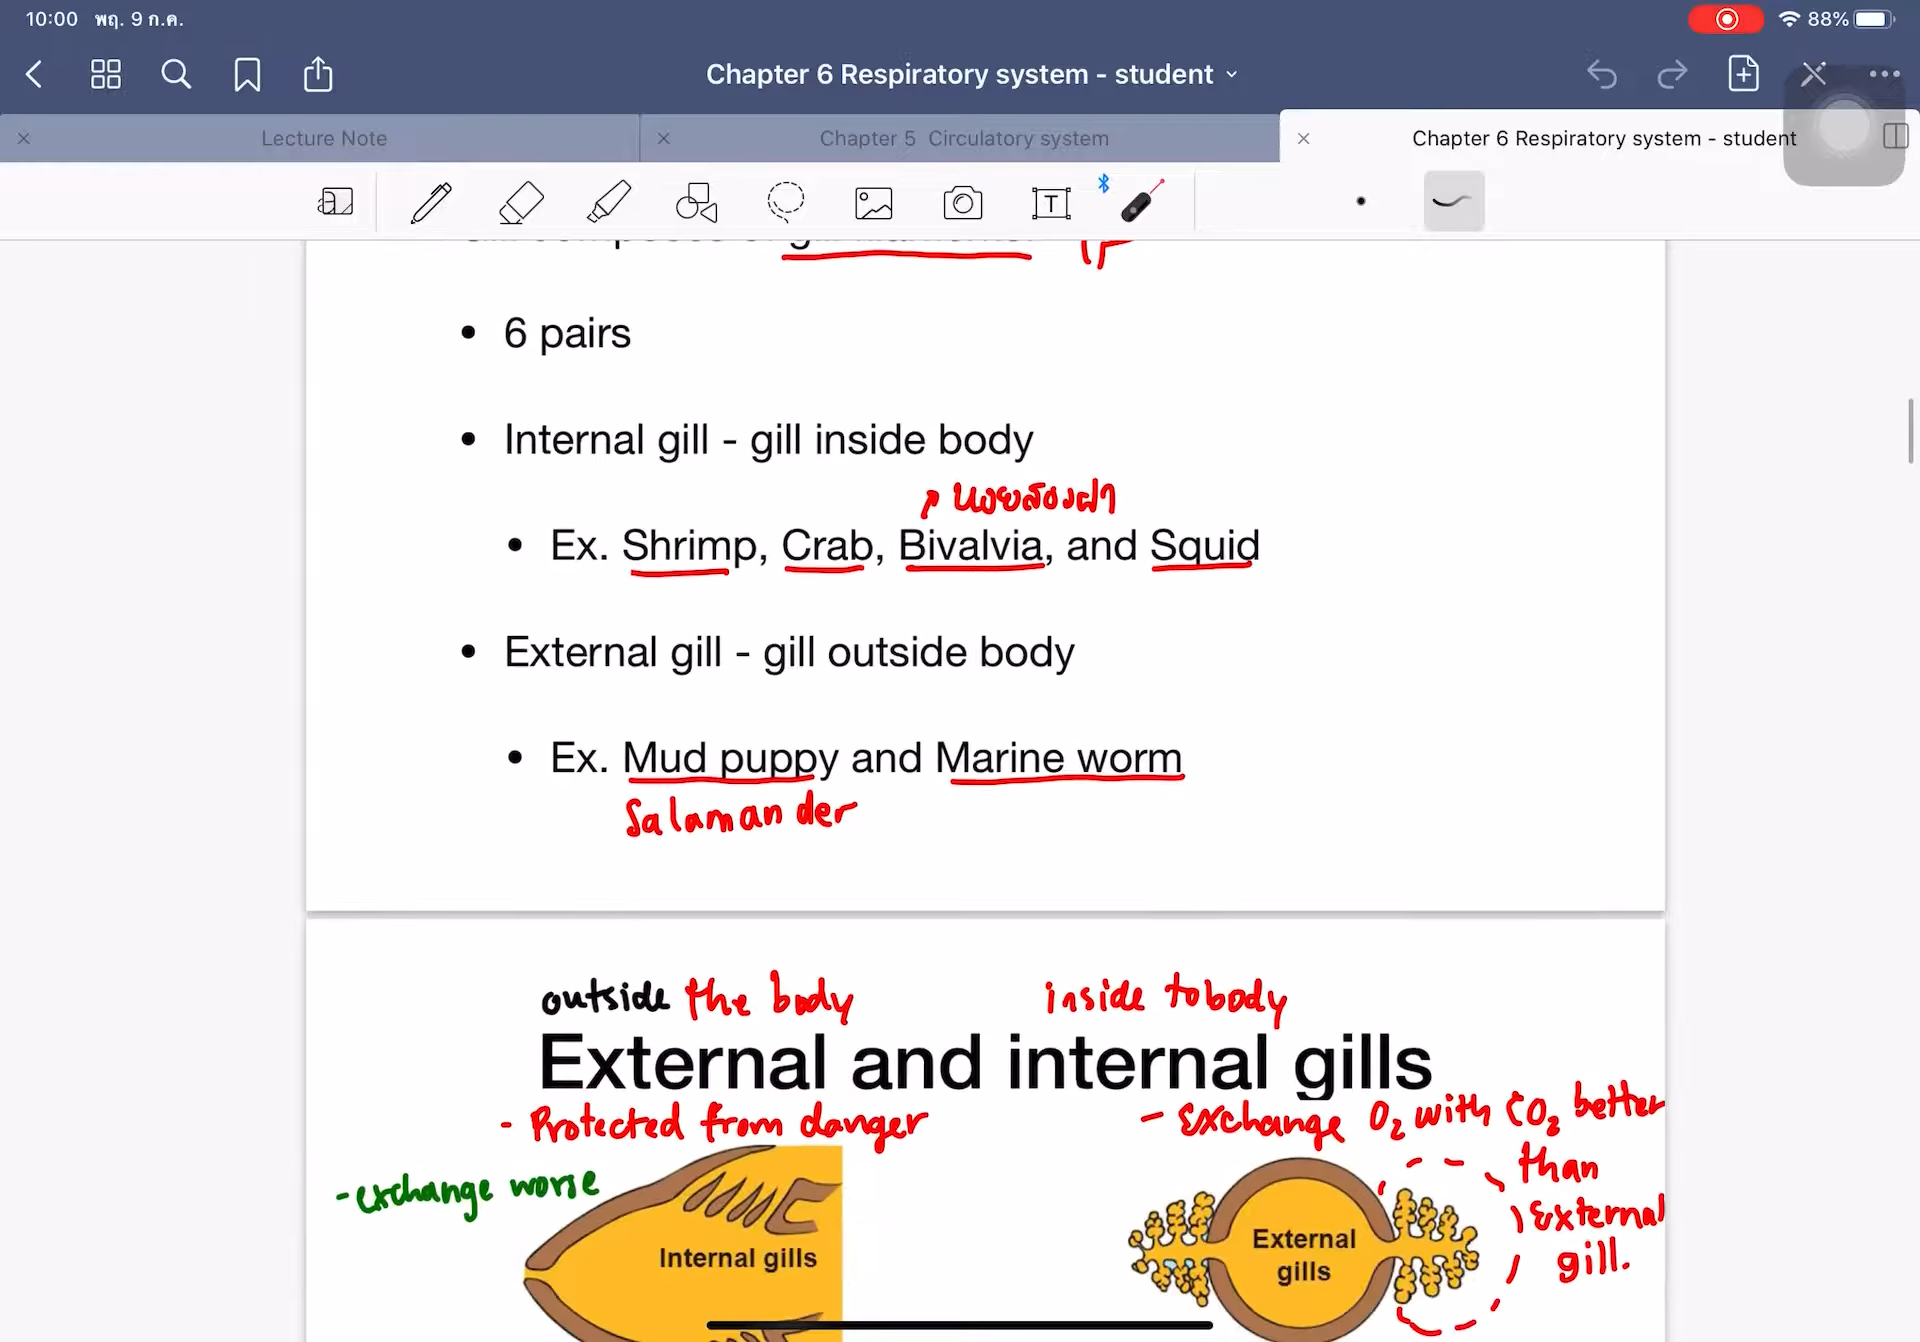 10:00 พฤ. 9 ก.ค.
88%
Chapter 6 Respiratory system - student
Lecture Note
Chapter 5 Circulatory system
Chapter 6 Respiratory system - student
• 6 pairs
• Internal gill - gill inside body
หอยสองฝา
• Ex. Shrimp, Crab, Bivalvia, and Squid
• External gill - gill outside body
• Ex. Mud puppy and Marine worm
Salamander
outside the body
inside tobody
External and internal gills
- Protected from danger
- Exchange O₂ with CO₂ better
than
External
gill.
- exchange worse
Internal gills
External
gills